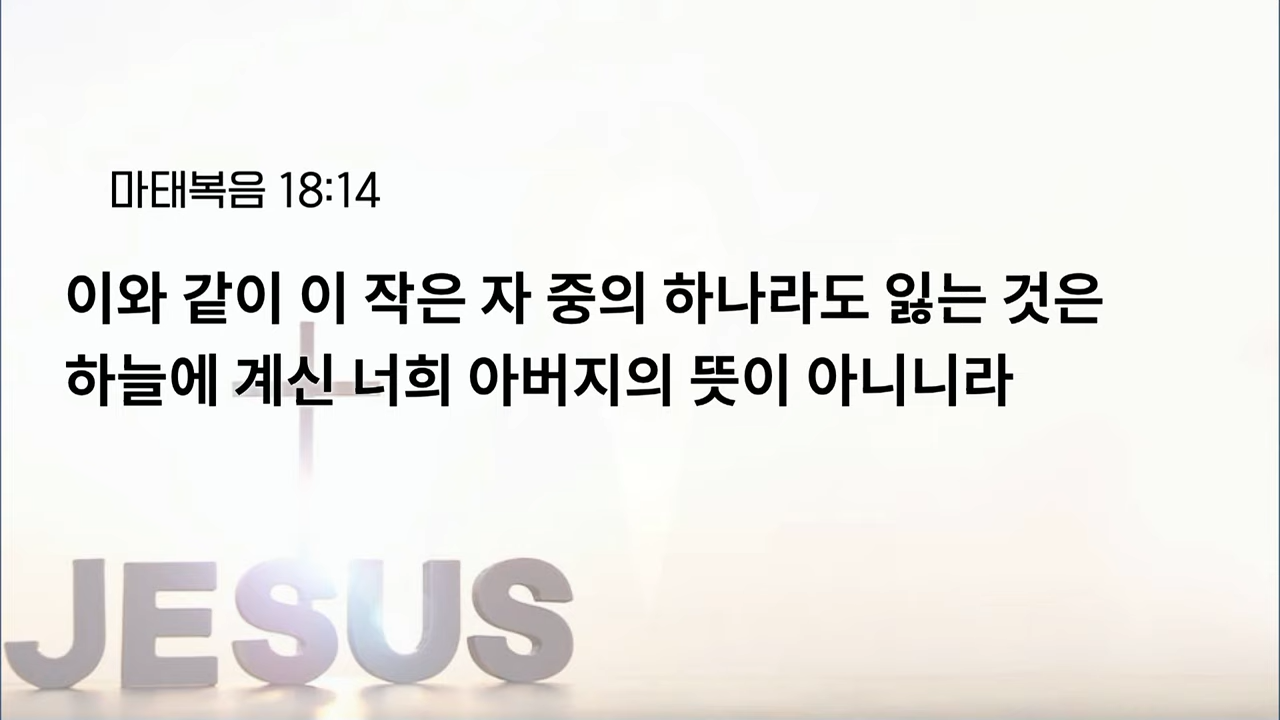 마태복음 18:14
이와 같이 이 작은 자 중의 하나라도 잃는 것은
하늘에 계신 너희 아버지의 뜻이 아니니라
JESUS